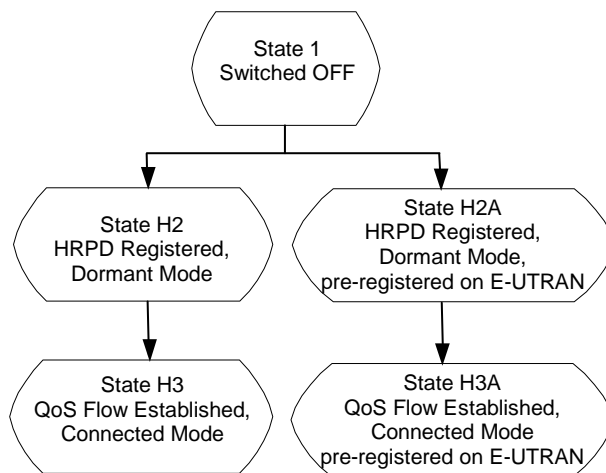 State 1
Switched OFF
State H2
HRPD Registered,
Dormant Mode
State H2A
HRPD Registered,
Dormant Mode,
pre-registered on E-UTRAN
State H3
QoS Flow Established,
Connected Mode
State H3A
QoS Flow Established,
Connected Mode
pre-registered on E-UTRAN